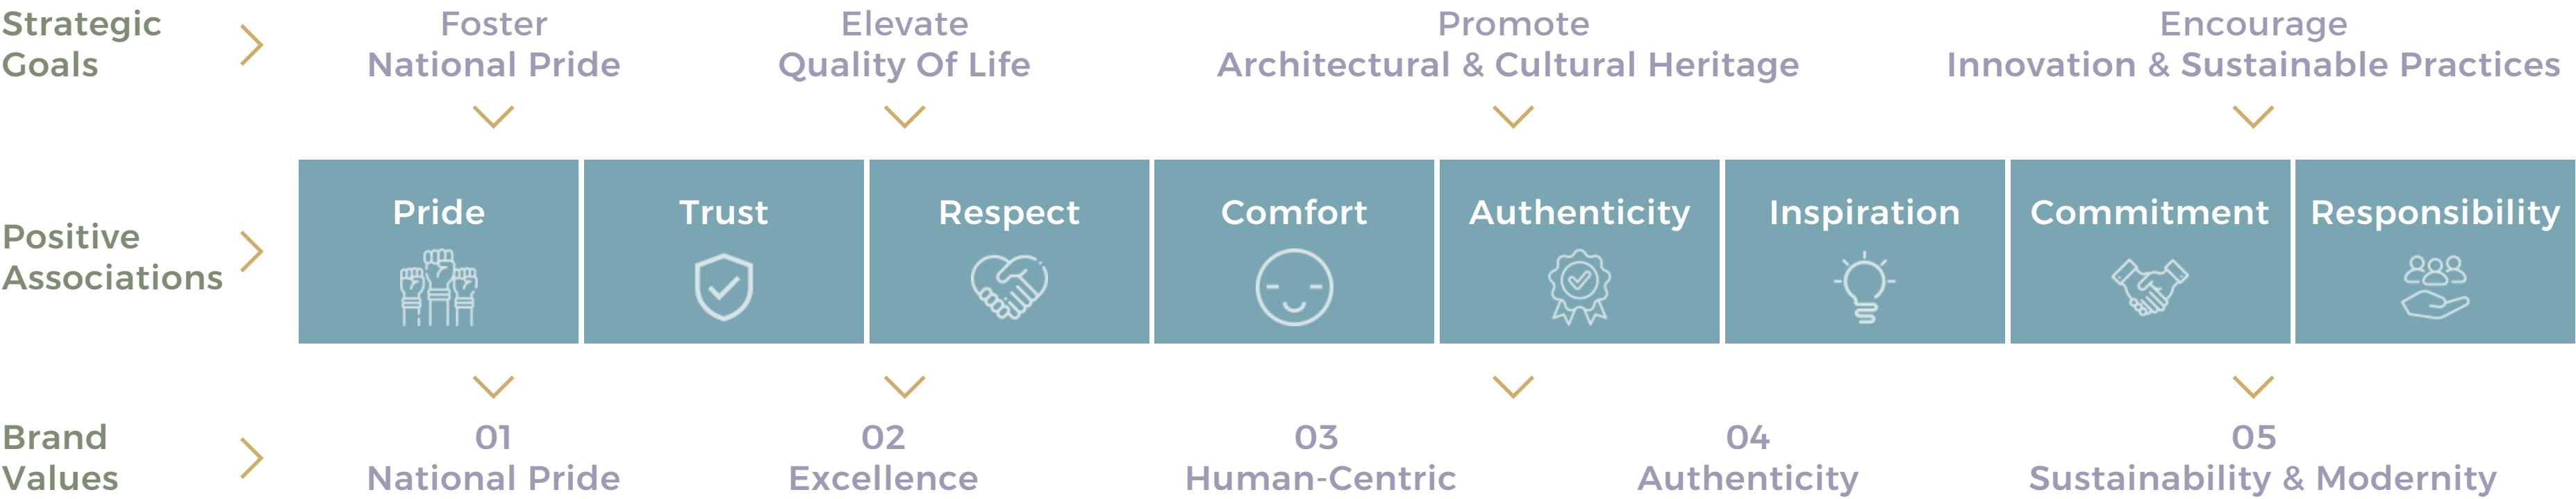 Strategic
Goals
Foster
National Pride
Elevate
Quality Of Life
Promote
Architectural & Cultural Heritage
Encourage
Innovation & Sustainable Practices
Positive
Associations
Pride
Trust
Respect
Comfort
Authenticity
Inspiration
Commitment
Responsibility
Brand
Values
01
National Pride
02
Excellence
03
Human-Centric
04
Authenticity
05
Sustainability & Modernity